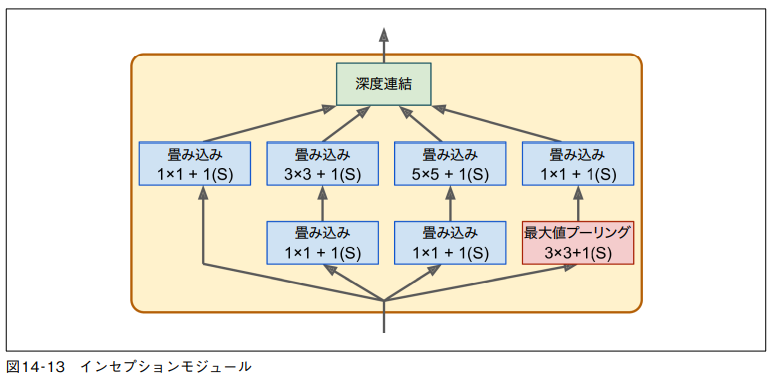 深度連結
畳み込み
1×1 + 1(S)
畳み込み
3×3 + 1(S)
畳み込み
5×5 + 1(S)
畳み込み
1×1 + 1(S)
畳み込み
1×1 + 1(S)
畳み込み
1×1 + 1(S)
最大値プーリング
3×3+1(S)
図14-13　インセプションモジュール